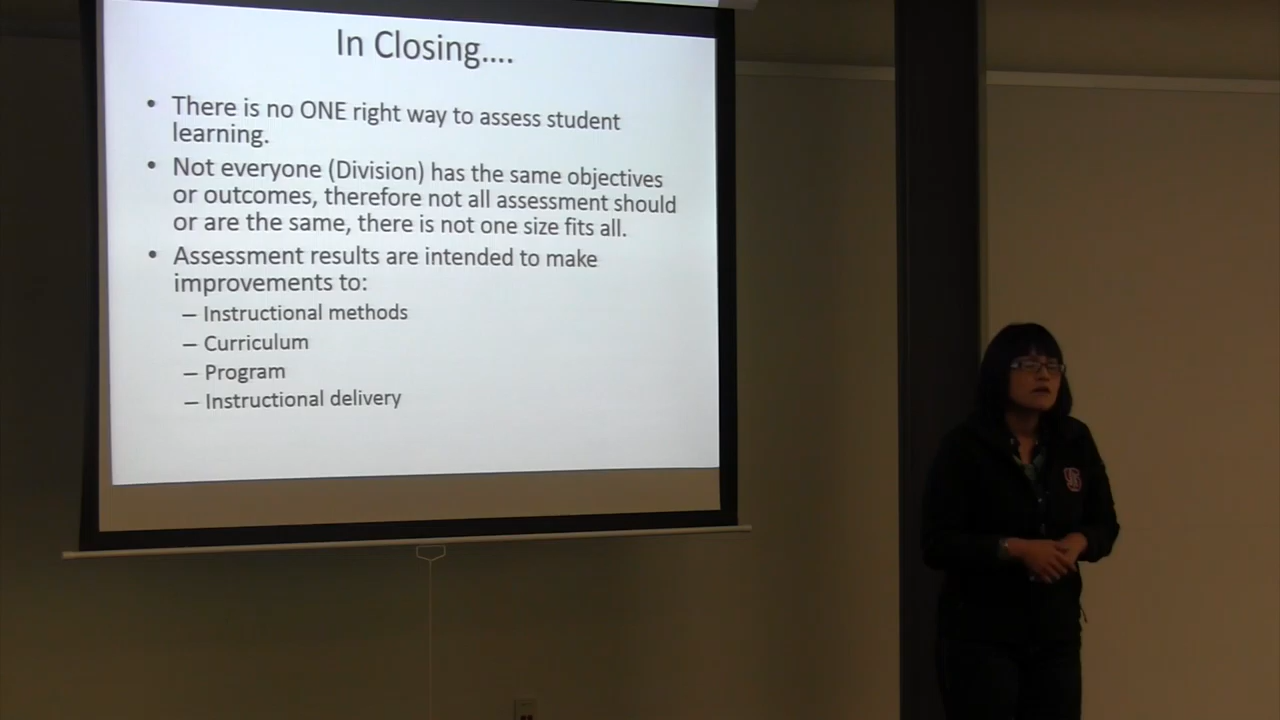 In Closing....
• There is no ONE right way to assess student
learning.
• Not everyone (Division) has the same objectives
or outcomes, therefore not all assessment should
or are the same, there is not one size fits all.
• Assessment results are intended to make
improvements to:
– Instructional methods
– Curriculum
– Program
– Instructional delivery